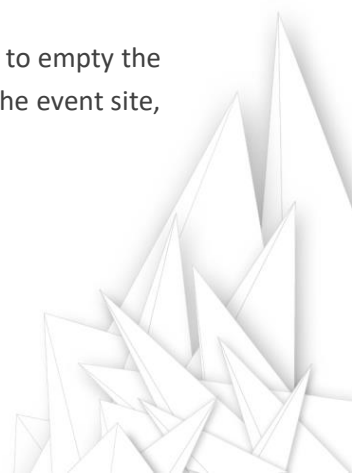 to empty the
he event site,